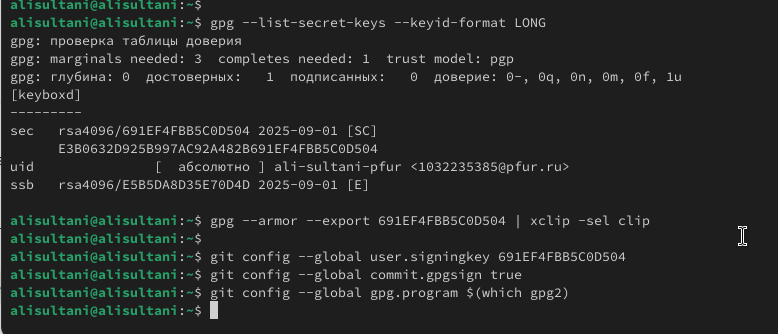 alisultani@alisultani:~$
alisultani@alisultani:~$ gpg --list-secret-keys --keyid-format LONG
gpg: проверка таблицы доверия
gpg: marginals needed: 3  completes needed: 1  trust model: pgp
gpg: глубина: 0  достоверных:   1  подписанных:   0  доверие: 0-, 0q, 0n, 0m, 0f, 1u
[keyboxd]
---------
sec   rsa4096/691EF4FBB5C0D504 2025-09-01 [SC]
      E3B0632D925B997AC92A482B691EF4FBB5C0D504
uid                 [  абсолютно ] ali-sultani-pfur <1032235385@pfur.ru>
ssb   rsa4096/E5B5DA8D35E70D4D 2025-09-01 [E]

alisultani@alisultani:~$ gpg --armor --export 691EF4FBB5C0D504 | xclip -sel clip
alisultani@alisultani:~$
alisultani@alisultani:~$ git config --global user.signingkey 691EF4FBB5C0D504
alisultani@alisultani:~$ git config --global commit.gpgsign true
alisultani@alisultani:~$ git config --global gpg.program $(which gpg2)
alisultani@alisultani:~$